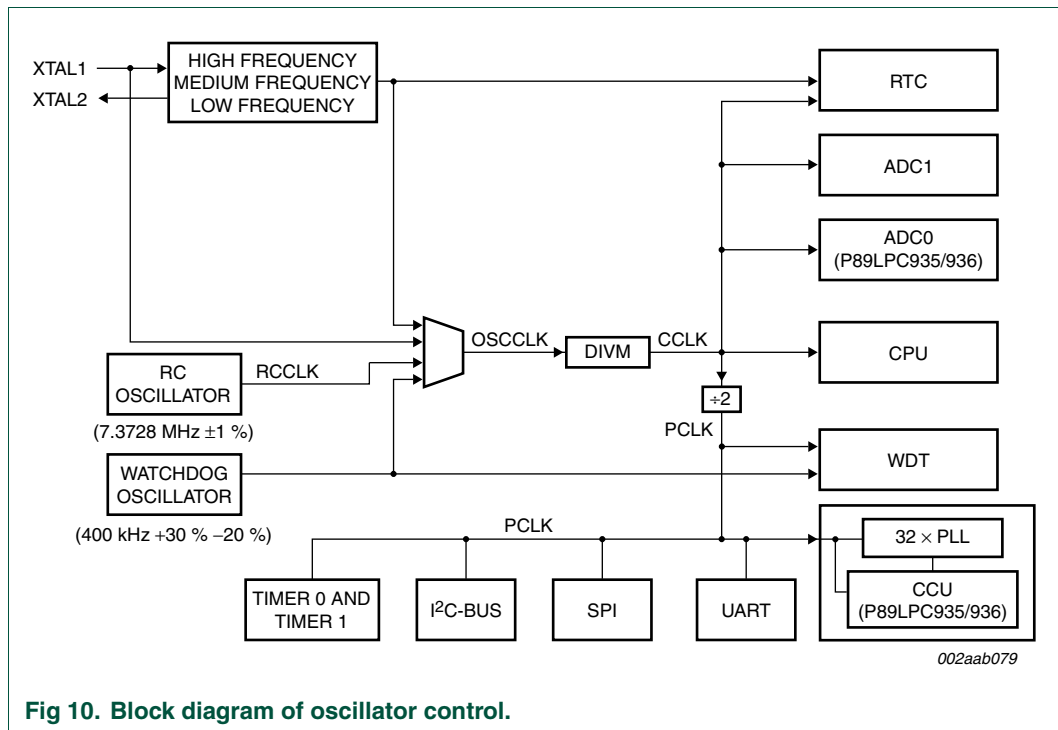 XTAL1
XTAL2
HIGH FREQUENCY
MEDIUM FREQUENCY
LOW FREQUENCY
RTC
ADC1
ADC0
(P89LPC935/936)
OSCCLK
DIVM
CCLK
CPU
RC
OSCILLATOR
RCCLK
(7.3728 MHz ±1 %)
÷2
PCLK
WDT
WATCHDOG
OSCILLATOR
(400 kHz +30 % −20 %)
PCLK
32 × PLL
CCU
(P89LPC935/936)
TIMER 0 AND
TIMER 1
I²C-BUS
SPI
UART
002aab079
Fig 10. Block diagram of oscillator control.